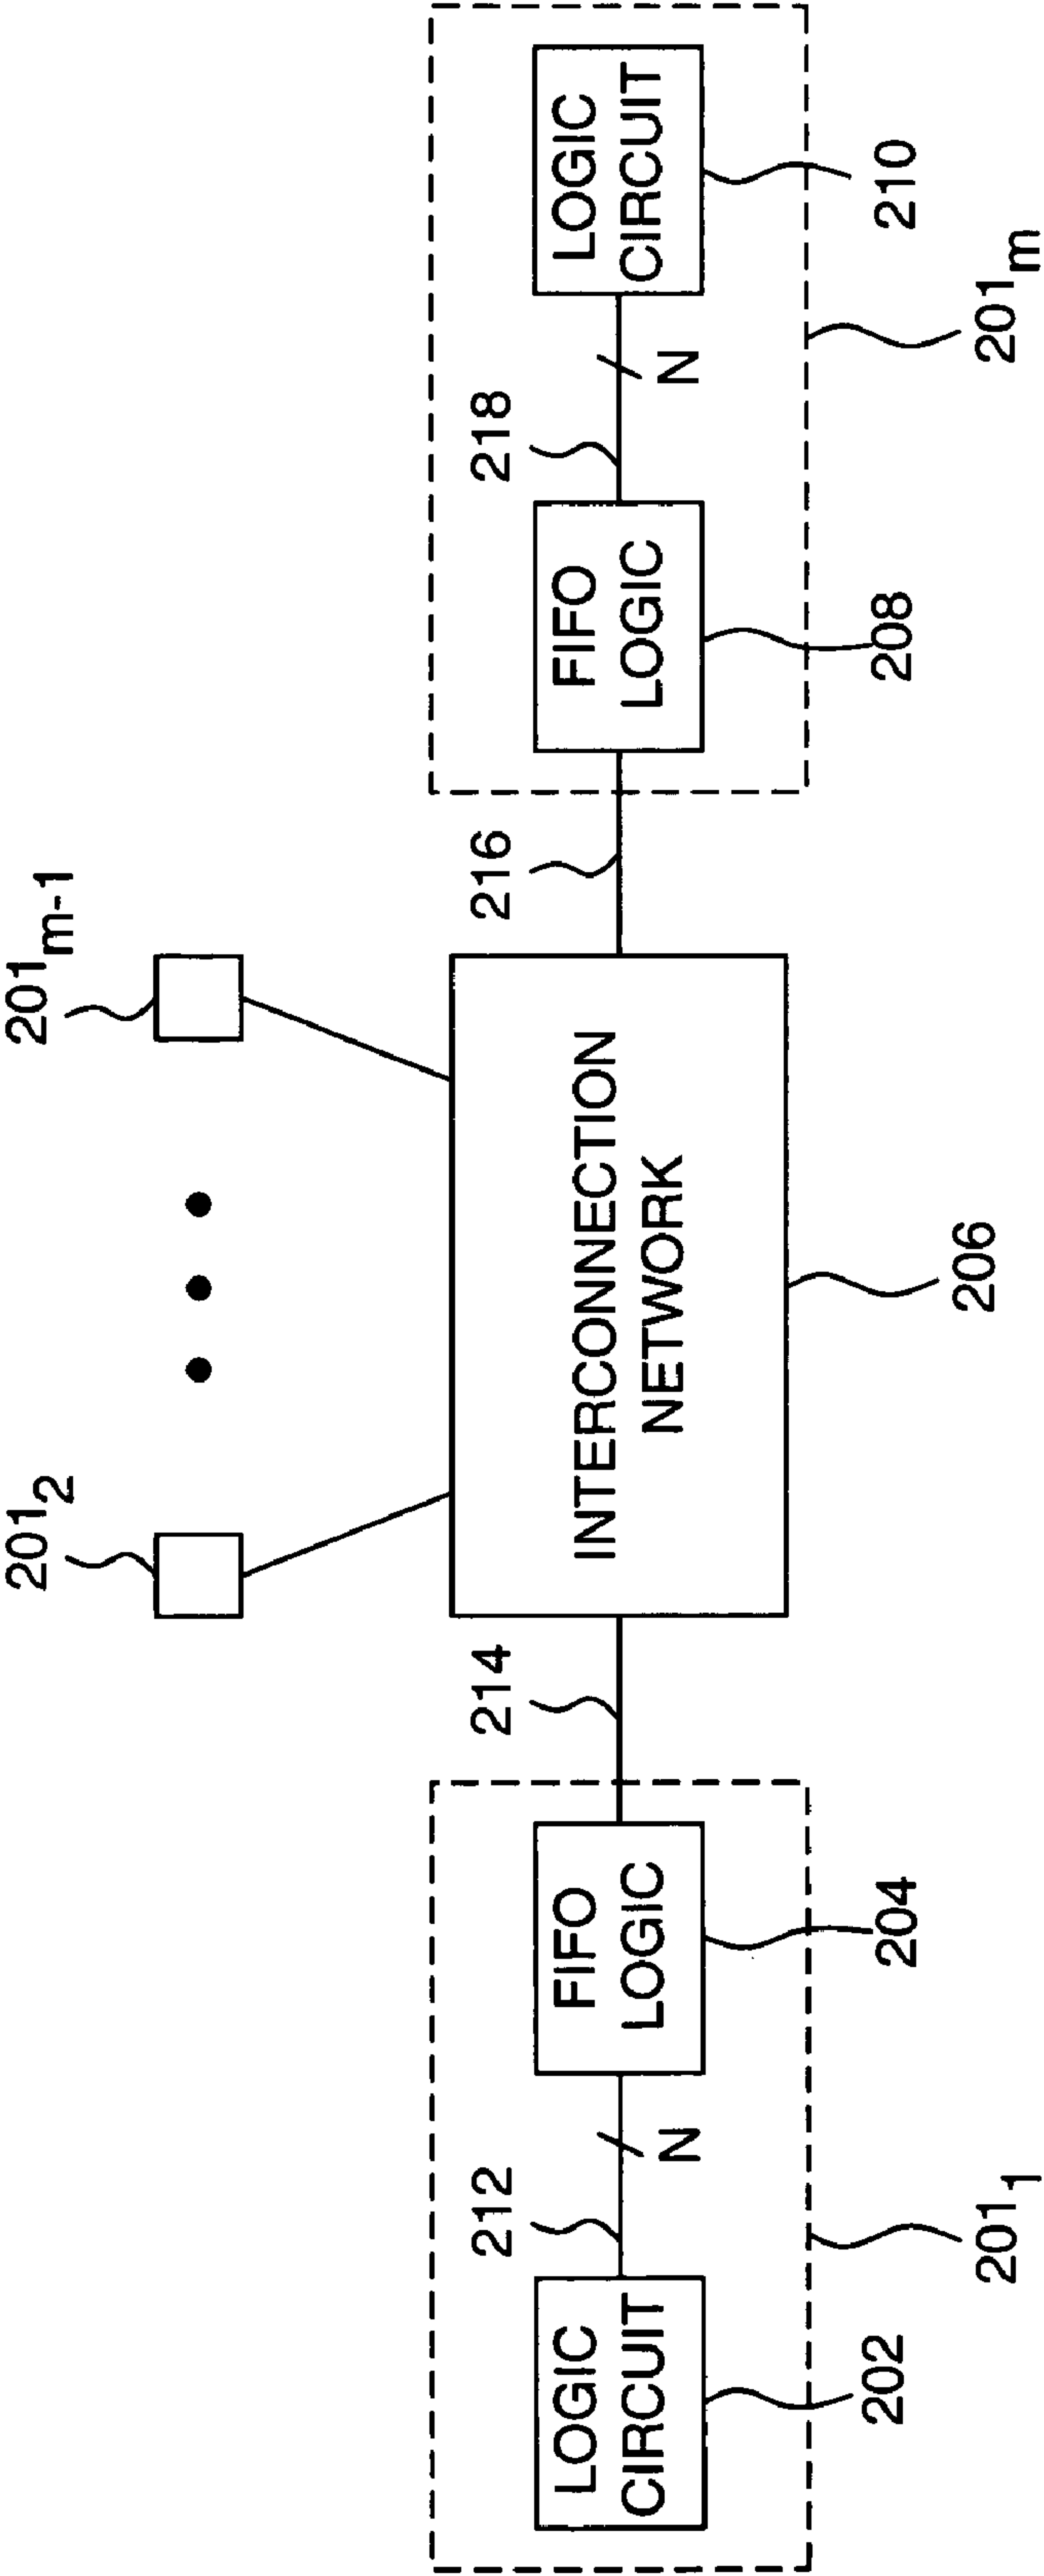 201₂
201ₘ₋₁
212
214
216
218
LOGIC
CIRCUIT
N
FIFO
LOGIC
INTERCONNECTION
NETWORK
FIFO
LOGIC
N
LOGIC
CIRCUIT
202
204
206
208
210
201₁
201ₘ